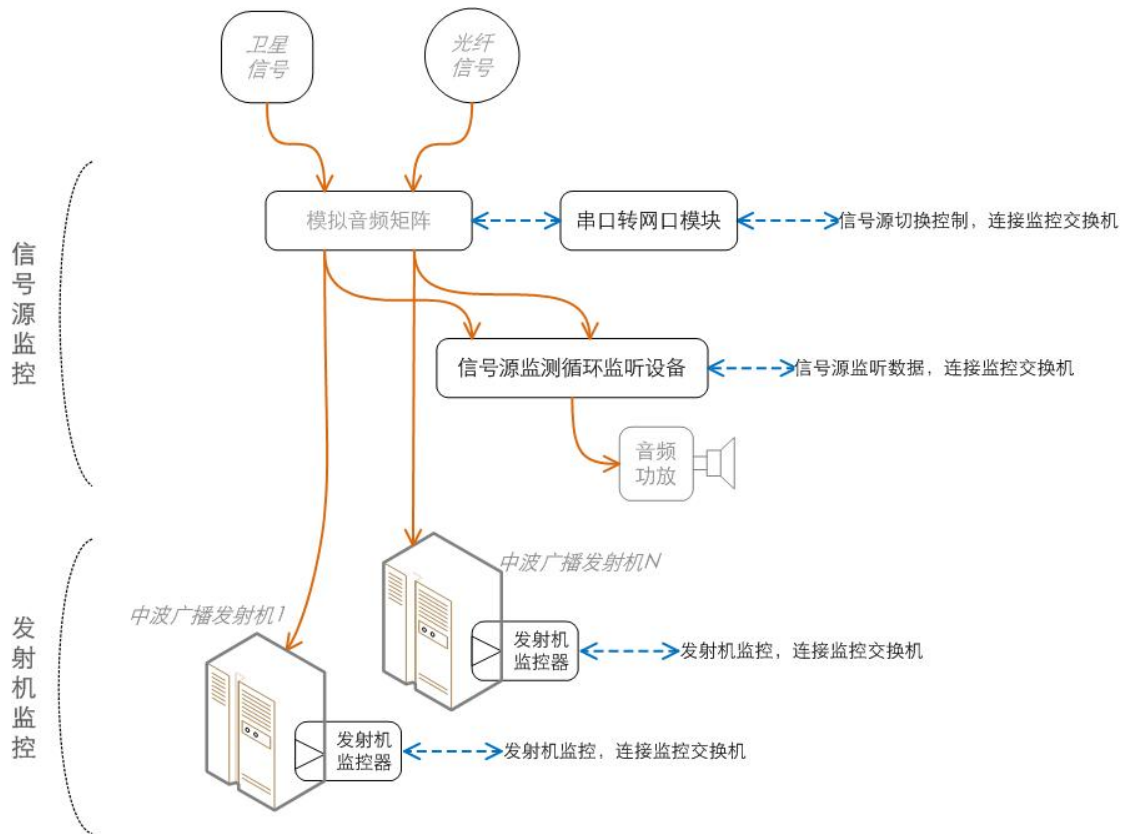 卫星
信号
光纤
信号
模拟音频矩阵
串口转网口模块
信号源切换控制，连接监控交换机
信号源监控
信号源监测循环监听设备
信号源监听数据，连接监控交换机
音频
功放
中波广播发射机N
中波广播发射机1
发射机监控
发射机
监控器
发射机监控，连接监控交换机
发射机
监控器
发射机监控，连接监控交换机